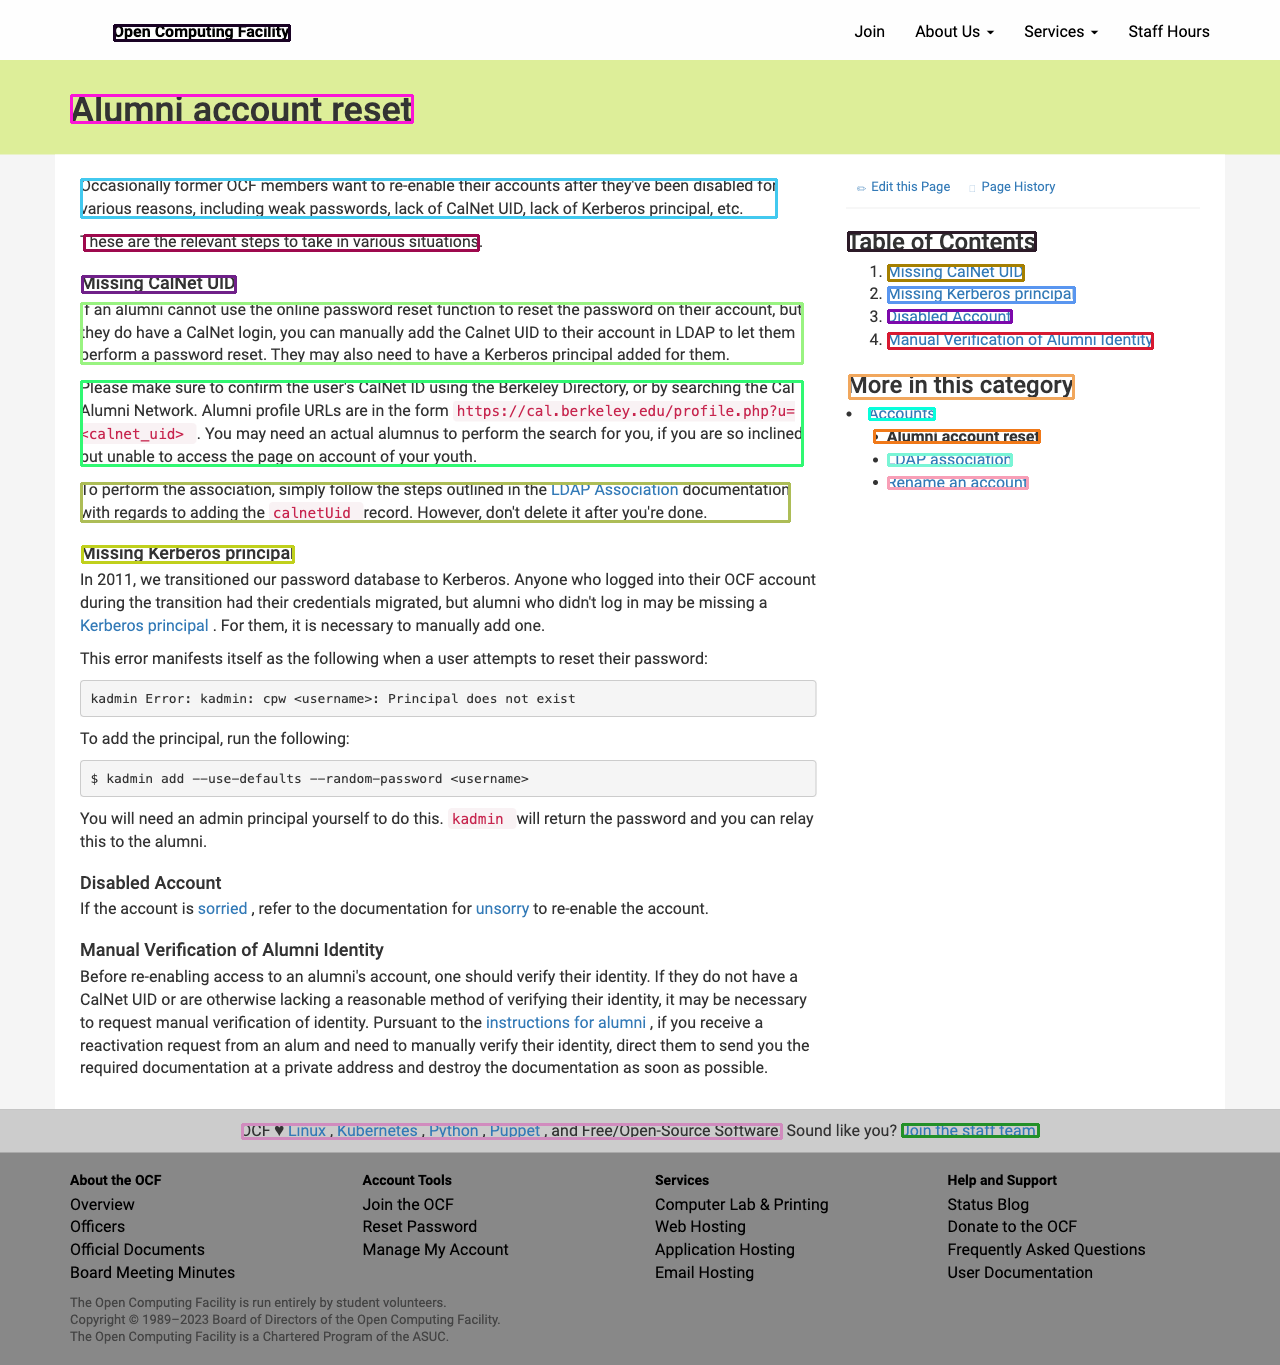 Open Computing Facility
Join
About Us
Services
Staff Hours
Alumni account reset
Occasionally former OCF members want to re-enable their accounts after they've been disabled for
various reasons, including weak passwords, lack of CalNet UID, lack of Kerberos principal, etc.
These are the relevant steps to take in various situations.
Missing CalNet UID
If an alumni cannot use the online password reset function to reset the password on their account, but
they do have a CalNet login, you can manually add the Calnet UID to their account in LDAP to let them
perform a password reset. They may also need to have a Kerberos principal added for them.
Please make sure to confirm the user's CalNet ID using the Berkeley Directory, or by searching the Cal
Alumni Network. Alumni profile URLs are in the form https://cal.berkeley.edu/profile.php?u=
<calnet_uid> . You may need an actual alumnus to perform the search for you, if you are so inclined
but unable to access the page on account of your youth.
To perform the association, simply follow the steps outlined in the LDAP Association documentation
with regards to adding the calnetUid record. However, don't delete it after you're done.
Missing Kerberos principal
In 2011, we transitioned our password database to Kerberos. Anyone who logged into their OCF account
during the transition had their credentials migrated, but alumni who didn't log in may be missing a
Kerberos principal . For them, it is necessary to manually add one.
This error manifests itself as the following when a user attempts to reset their password:
kadmin Error: kadmin: cpw <username>: Principal does not exist
To add the principal, run the following:
$ kadmin add --use-defaults --random-password <username>
You will need an admin principal yourself to do this. kadmin will return the password and you can relay
this to the alumni.
Disabled Account
If the account is sorried , refer to the documentation for unsorry to re-enable the account.
Manual Verification of Alumni Identity
Before re-enabling access to an alumni's account, one should verify their identity. If they do not have a
CalNet UID or are otherwise lacking a reasonable method of verifying their identity, it may be necessary
to request manual verification of identity. Pursuant to the instructions for alumni , if you receive a
reactivation request from an alum and need to manually verify their identity, direct them to send you the
required documentation at a private address and destroy the documentation as soon as possible.
Edit this Page
Page History
Table of Contents
1. Missing CalNet UID
2. Missing Kerberos principal
3. Disabled Account
4. Manual Verification of Alumni Identity
More in this category
• Accounts
• Alumni account reset
• LDAP association
• Rename an account
OCF ♥ Linux , Kubernetes , Python , Puppet , and Free/Open-Source Software. Sound like you? Join the staff team!
About the OCF
Overview
Officers
Official Documents
Board Meeting Minutes
Account Tools
Join the OCF
Reset Password
Manage My Account
Services
Computer Lab & Printing
Web Hosting
Application Hosting
Email Hosting
Help and Support
Status Blog
Donate to the OCF
Frequently Asked Questions
User Documentation
The Open Computing Facility is run entirely by student volunteers.
Copyright © 1989–2023 Board of Directors of the Open Computing Facility.
The Open Computing Facility is a Chartered Program of the ASUC.